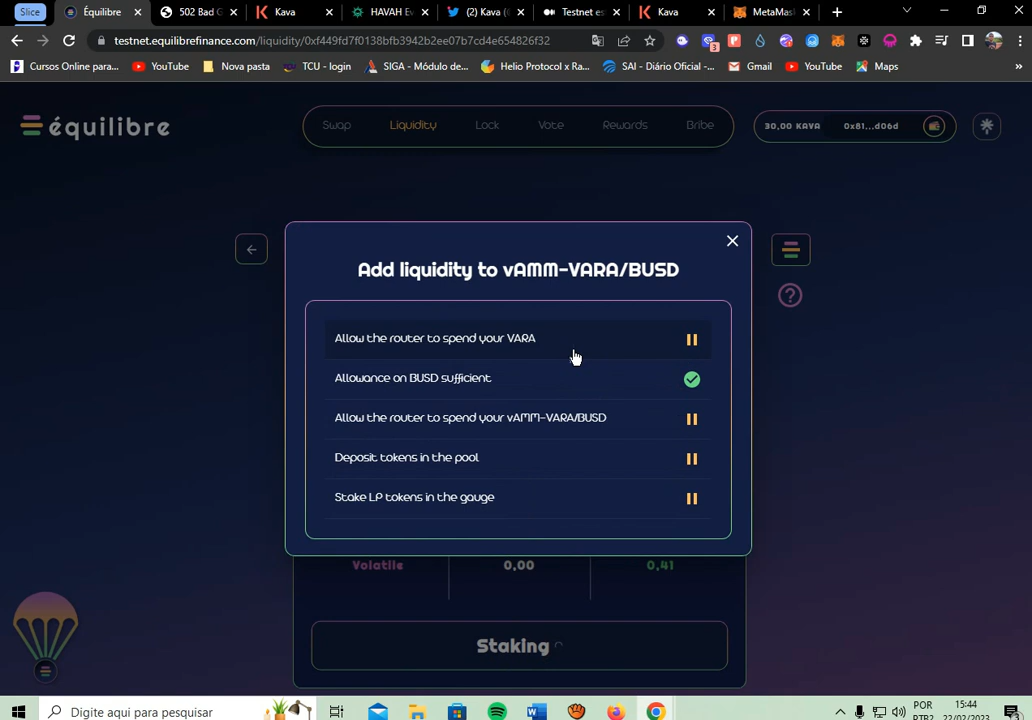 Slice
Équilibre
502 Bad G
Kava
HAVAH Ev
(2) Kava (
Testnet es
Kava
MetaMas
testnet.equilibrefinance.com/liquidity/0xf449fd7f0138bfb3942b2ee07b7cd4e654826f32
3
Cursos Online para...
YouTube
Nova pasta
TCU - login
SIGA - Módulo de...
Helio Protocol x Ra...
SAI - Diário Oficial -...
Gmail
YouTube
Maps
»
équilibre
Swap
Liquidity
Lock
Vote
Rewards
Bribe
30,00 KAVA
0x81...d06d
Add liquidity to vAMM-VARA/BUSD
Allow the router to spend your VARA
Allowance on BUSD sufficient
Allow the router to spend your vAMM-VARA/BUSD
Deposit tokens in the pool
Stake LP tokens in the gauge
?
Volatile
0,00
0,41
Staking
Digite aqui para pesquisar
POR
PTB2
15:44
22/02/2023